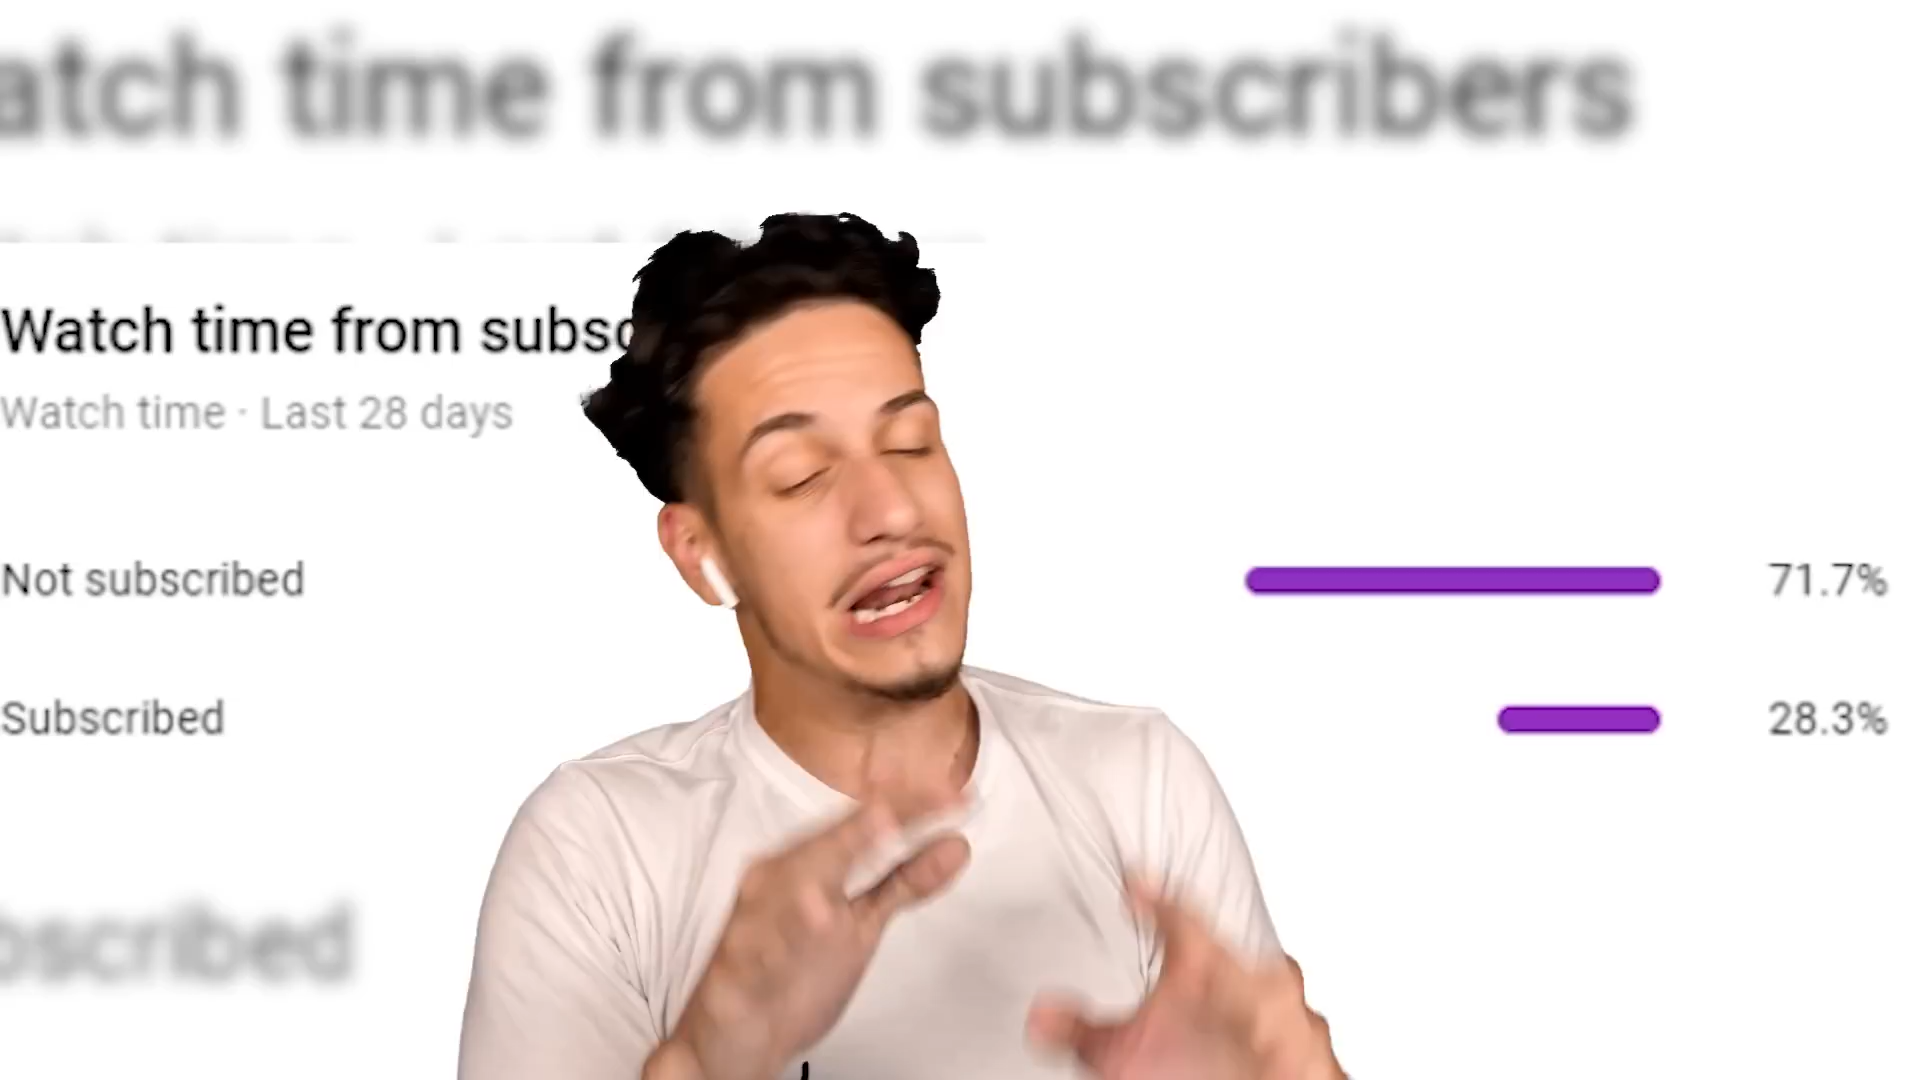 atch time from subscribers
Watch time from subsc
Watch time · Last 28 days
Not subscribed 71.7%
Subscribed 28.3%
bscribed